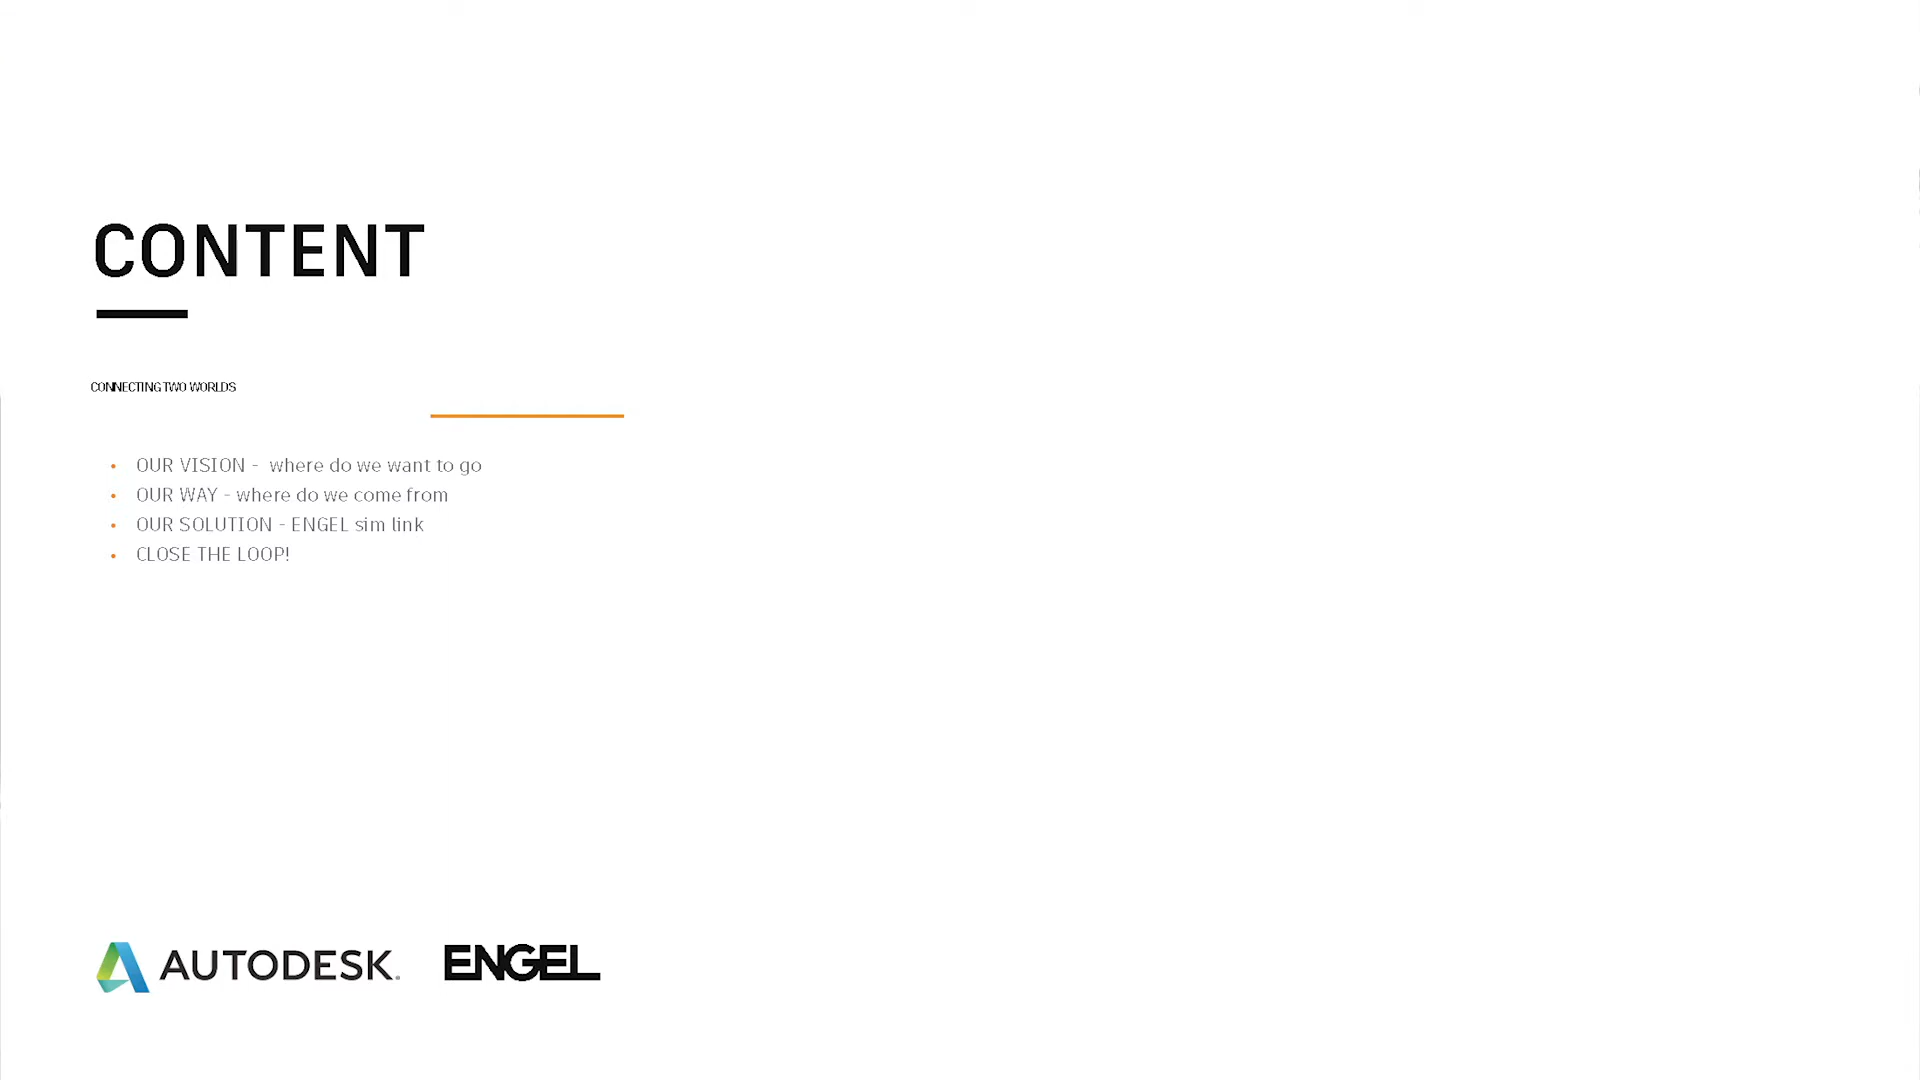 CONTENT
CONNECTING TWO WORLDS
• OUR VISION - where do we want to go
• OUR WAY - where do we come from
• OUR SOLUTION - ENGEL sim link
• CLOSE THE LOOP!
AUTODESK. ENGEL